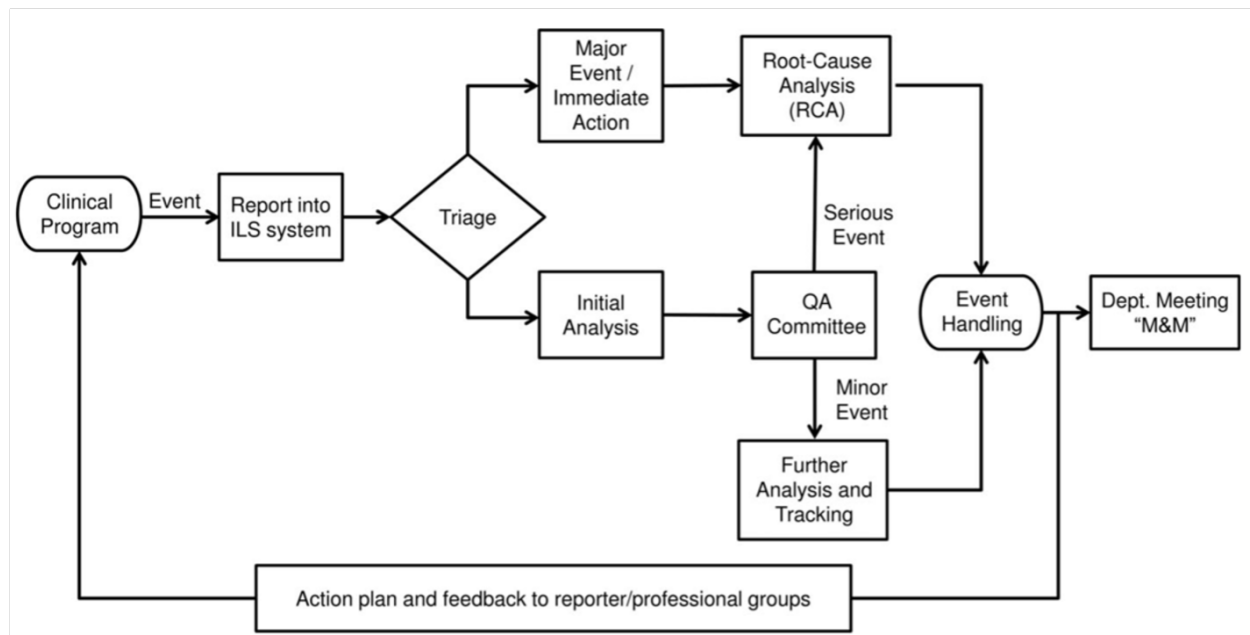 Major
Event /
Immediate
Action
Root-Cause
Analysis
(RCA)
Clinical
Program
Event
Report into
ILS system
Triage
Serious
Event
Initial
Analysis
QA
Committee
Event
Handling
Dept. Meeting
“M&M”
Minor
Event
Further
Analysis and
Tracking
Action plan and feedback to reporter/professional groups